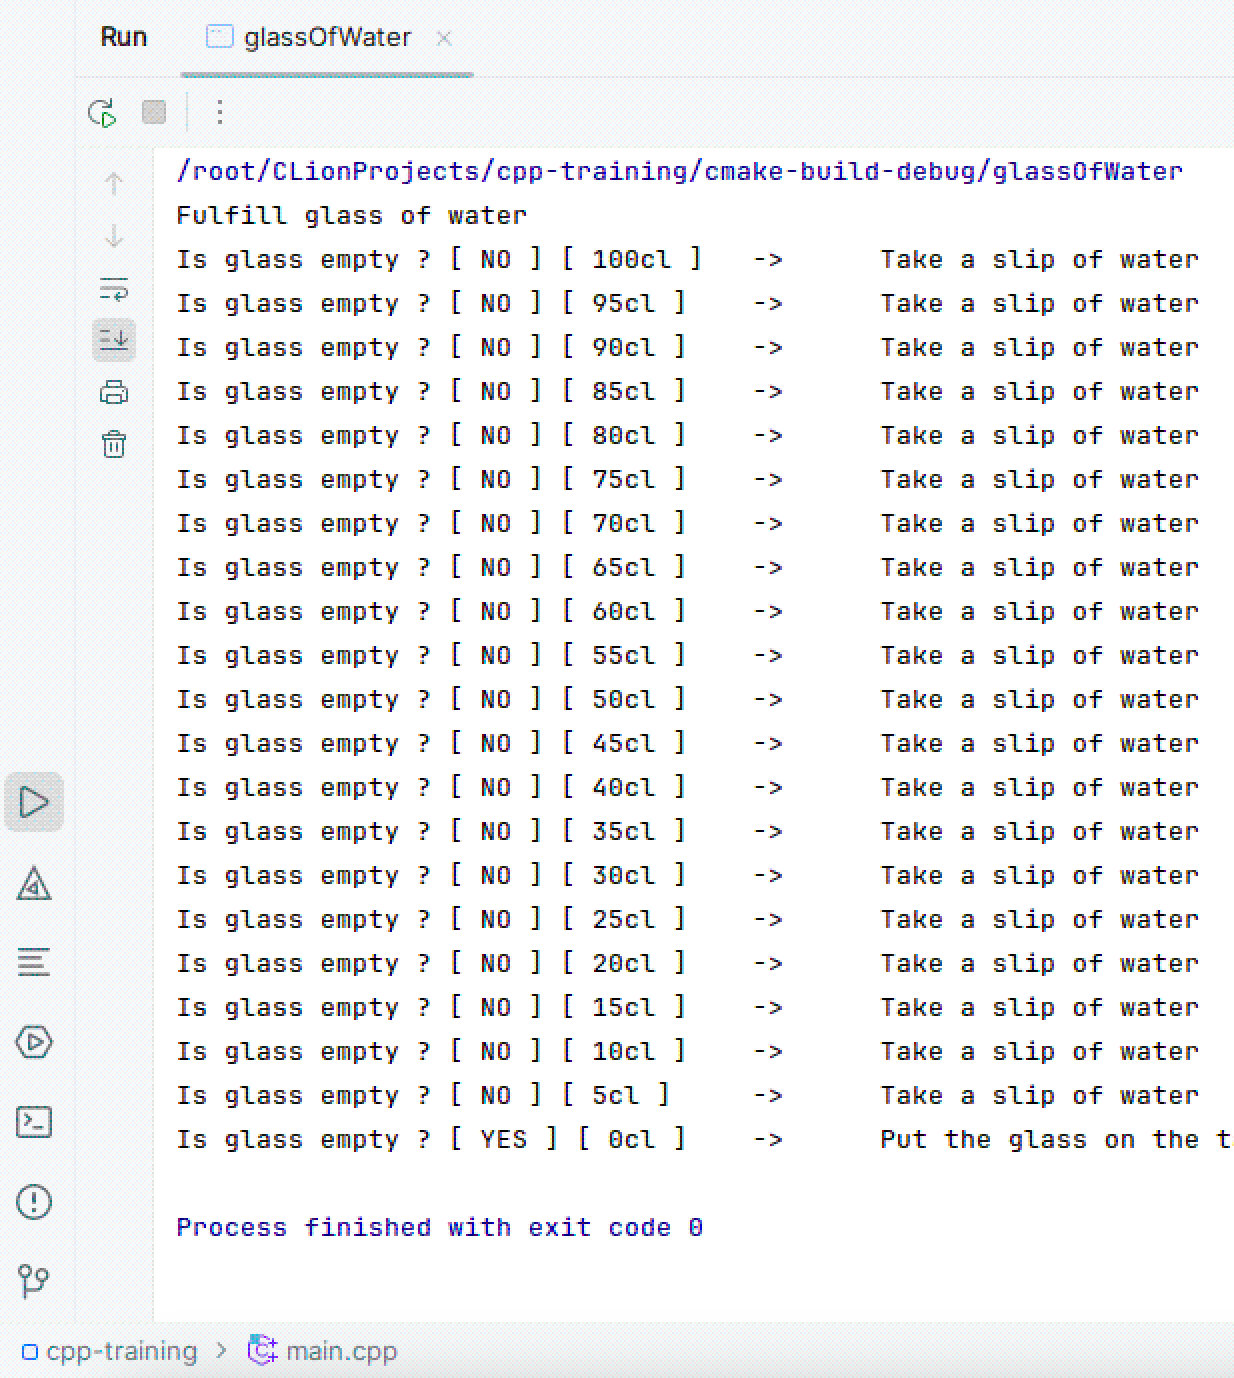 Run glassOfWater
/root/CLionProjects/cpp-training/cmake-build-debug/glassOfWater
Fulfill glass of water
Is glass empty ? [ NO ] [ 100cl ] -> Take a slip of water
Is glass empty ? [ NO ] [ 95cl ] -> Take a slip of water
Is glass empty ? [ NO ] [ 90cl ] -> Take a slip of water
Is glass empty ? [ NO ] [ 85cl ] -> Take a slip of water
Is glass empty ? [ NO ] [ 80cl ] -> Take a slip of water
Is glass empty ? [ NO ] [ 75cl ] -> Take a slip of water
Is glass empty ? [ NO ] [ 70cl ] -> Take a slip of water
Is glass empty ? [ NO ] [ 65cl ] -> Take a slip of water
Is glass empty ? [ NO ] [ 60cl ] -> Take a slip of water
Is glass empty ? [ NO ] [ 55cl ] -> Take a slip of water
Is glass empty ? [ NO ] [ 50cl ] -> Take a slip of water
Is glass empty ? [ NO ] [ 45cl ] -> Take a slip of water
Is glass empty ? [ NO ] [ 40cl ] -> Take a slip of water
Is glass empty ? [ NO ] [ 35cl ] -> Take a slip of water
Is glass empty ? [ NO ] [ 30cl ] -> Take a slip of water
Is glass empty ? [ NO ] [ 25cl ] -> Take a slip of water
Is glass empty ? [ NO ] [ 20cl ] -> Take a slip of water
Is glass empty ? [ NO ] [ 15cl ] -> Take a slip of water
Is glass empty ? [ NO ] [ 10cl ] -> Take a slip of water
Is glass empty ? [ NO ] [ 5cl ] -> Take a slip of water
Is glass empty ? [ YES ] [ 0cl ] -> Put the glass on the
Process finished with exit code 0
cpp-training > main.cpp